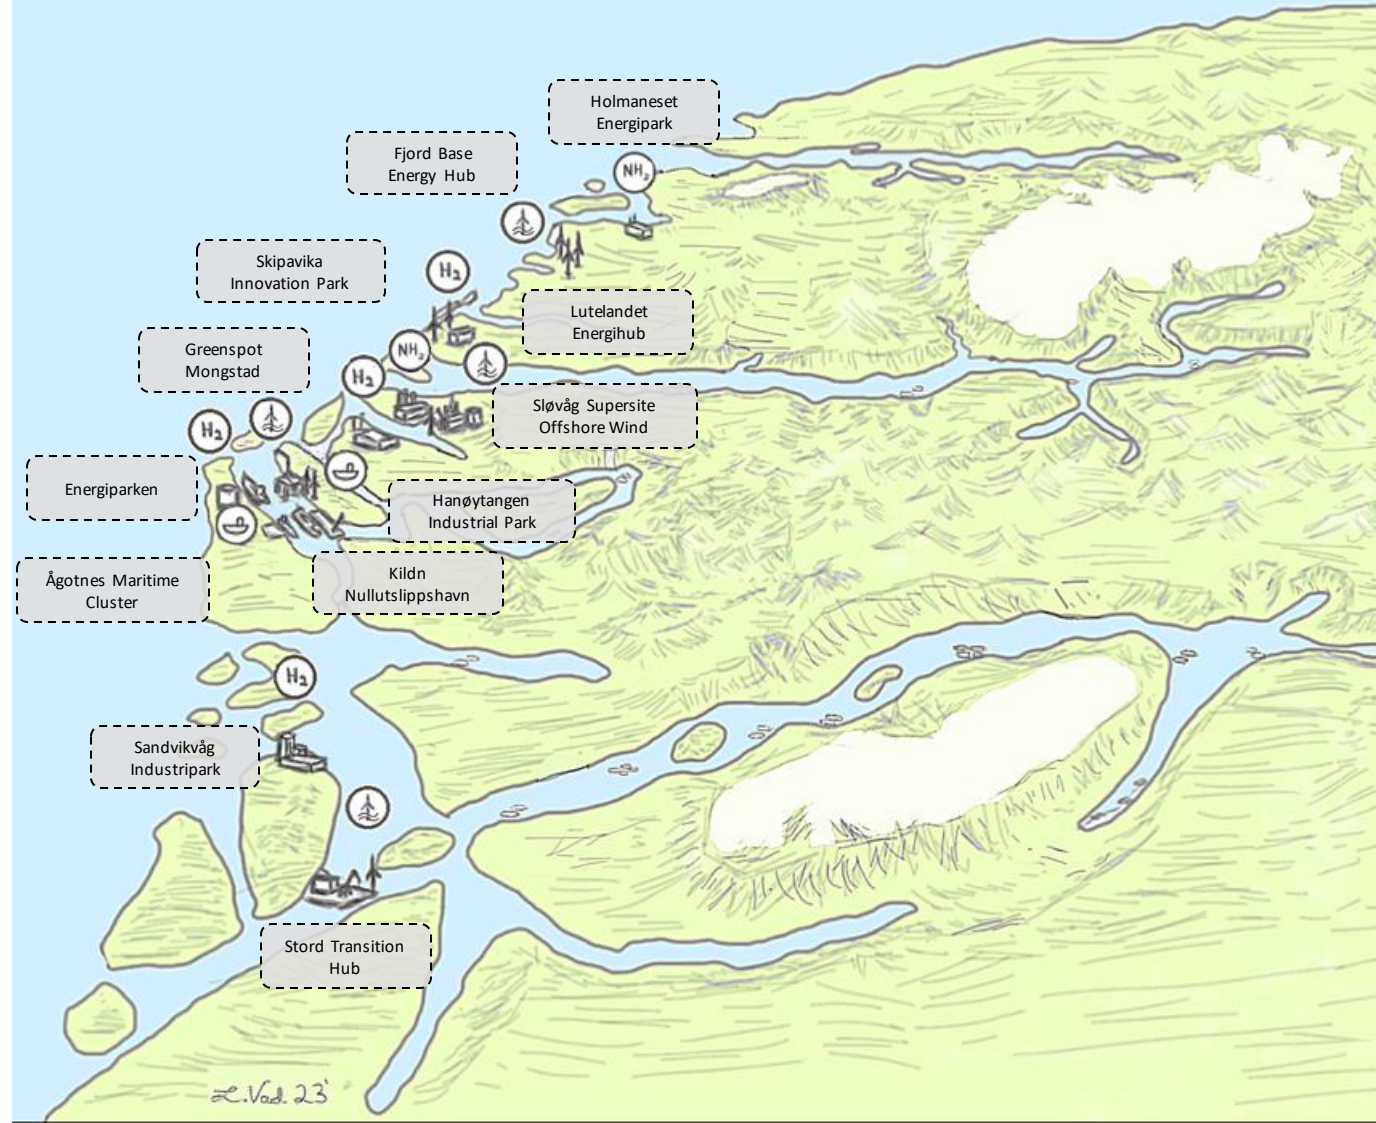 Holmaneset
Energipark
Fjord Base
Energy Hub
NH₃
Skipavika
Innovation Park
H₂
Lutelandet
Energihub
Greenspot
Mongstad
NH₃
H₂
Sløvåg Supersite
Offshore Wind
H₂
Energiparken
Hanøytangen
Industrial Park
Ågotnes Maritime
Cluster
Kildn
Nullutslippshavn
H₂
Sandvikvåg
Industripark
Stord Transition
Hub
L.Vad. 23'